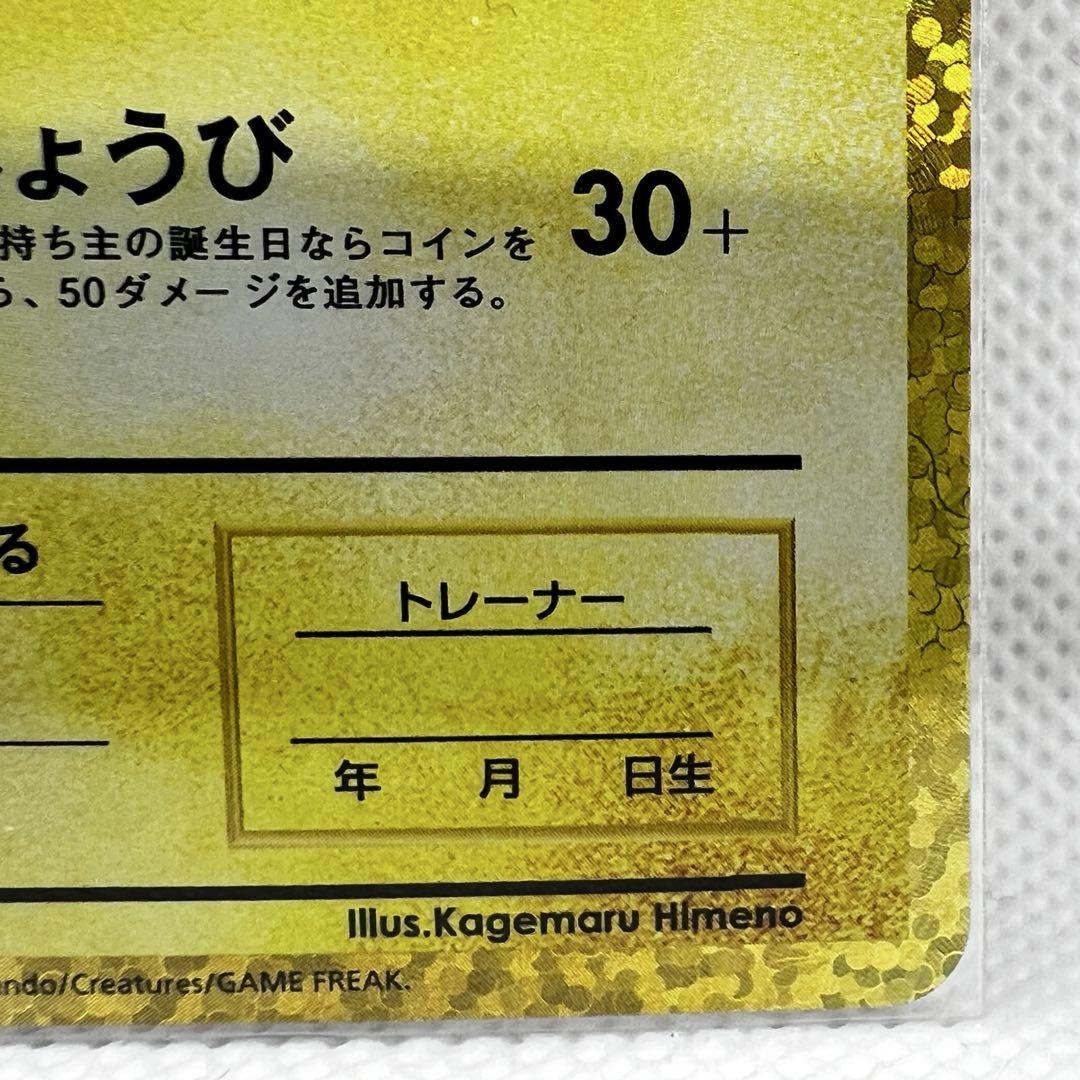 ょうび
30+
持ち主の誕生日ならコインを
ら、50ダメージを追加する。
る
トレーナー
年 月 日生
Illus.Kagemaru Himeno
ndo/Creatures/GAME FREAK.